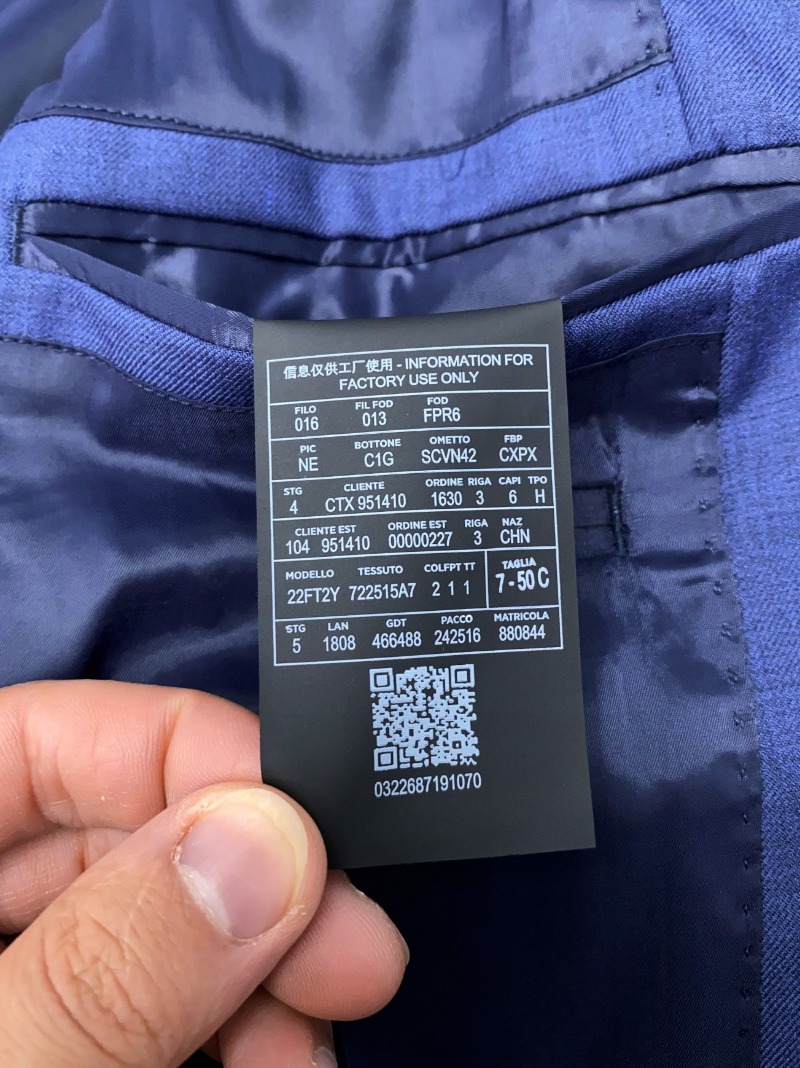 信息仅供工厂使用 - INFORMATION FOR
FACTORY USE ONLY
FILO FIL FOD FOD
016 013 FPR6
PIC BOTTONE OMETTO FBP
NE C1G SCVN42 CXPX
STG CLIENTE ORDINE RIGA CAPI TPO
4 CTX 951410 1630 3 6 H
CLIENTE EST ORDINE EST RIGA NAZ
104 951410 00000227 3 CHN
MODELLO TESSUTO COLFPT TT TAGLIA
22FT2Y 722515A7 2 1 1 7-50 C
STG LAN GDT PACCO MATRICOLA
5 1808 466488 242516 880844
0322687191070